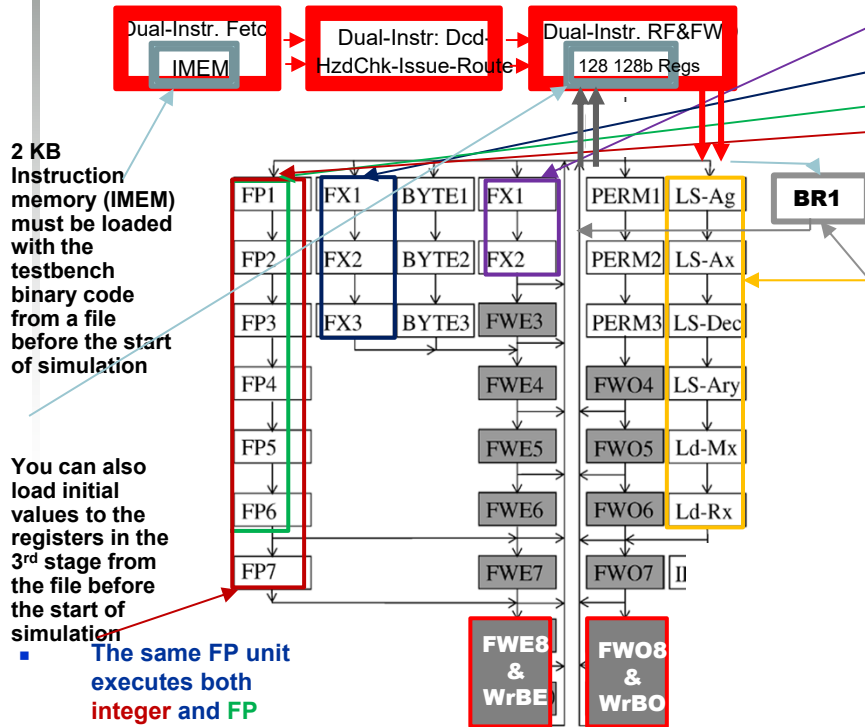 Dual-Instr. Fetc
IMEM
Dual-Instr: Dcd-
HzdChk-Issue-Route
Dual-Instr. RF&FW
128 128b Regs
2 KB
Instruction
memory (IMEM)
must be loaded
with the
testbench
binary code
from a file
before the start
of simulation
You can also
load initial
values to the
registers in the
3rd stage from
the file before
the start of
simulation
■ The same FP unit
executes both
integer and FP
FP1 FX1 BYTE1 FX1 PERM1 LS-Ag BR1
FP2 FX2 BYTE2 FX2 PERM2 LS-Ax
FP3 FX3 BYTE3 FWE3 PERM3 LS-Dec
FP4 FWE4 FWO4 LS-Ary
FP5 FWE5 FWO5 Ld-Mx
FP6 FWE6 FWO6 Ld-Rx
FP7 FWE7 FWO7
FWE8 FWO8
& &
WrBE WrBO